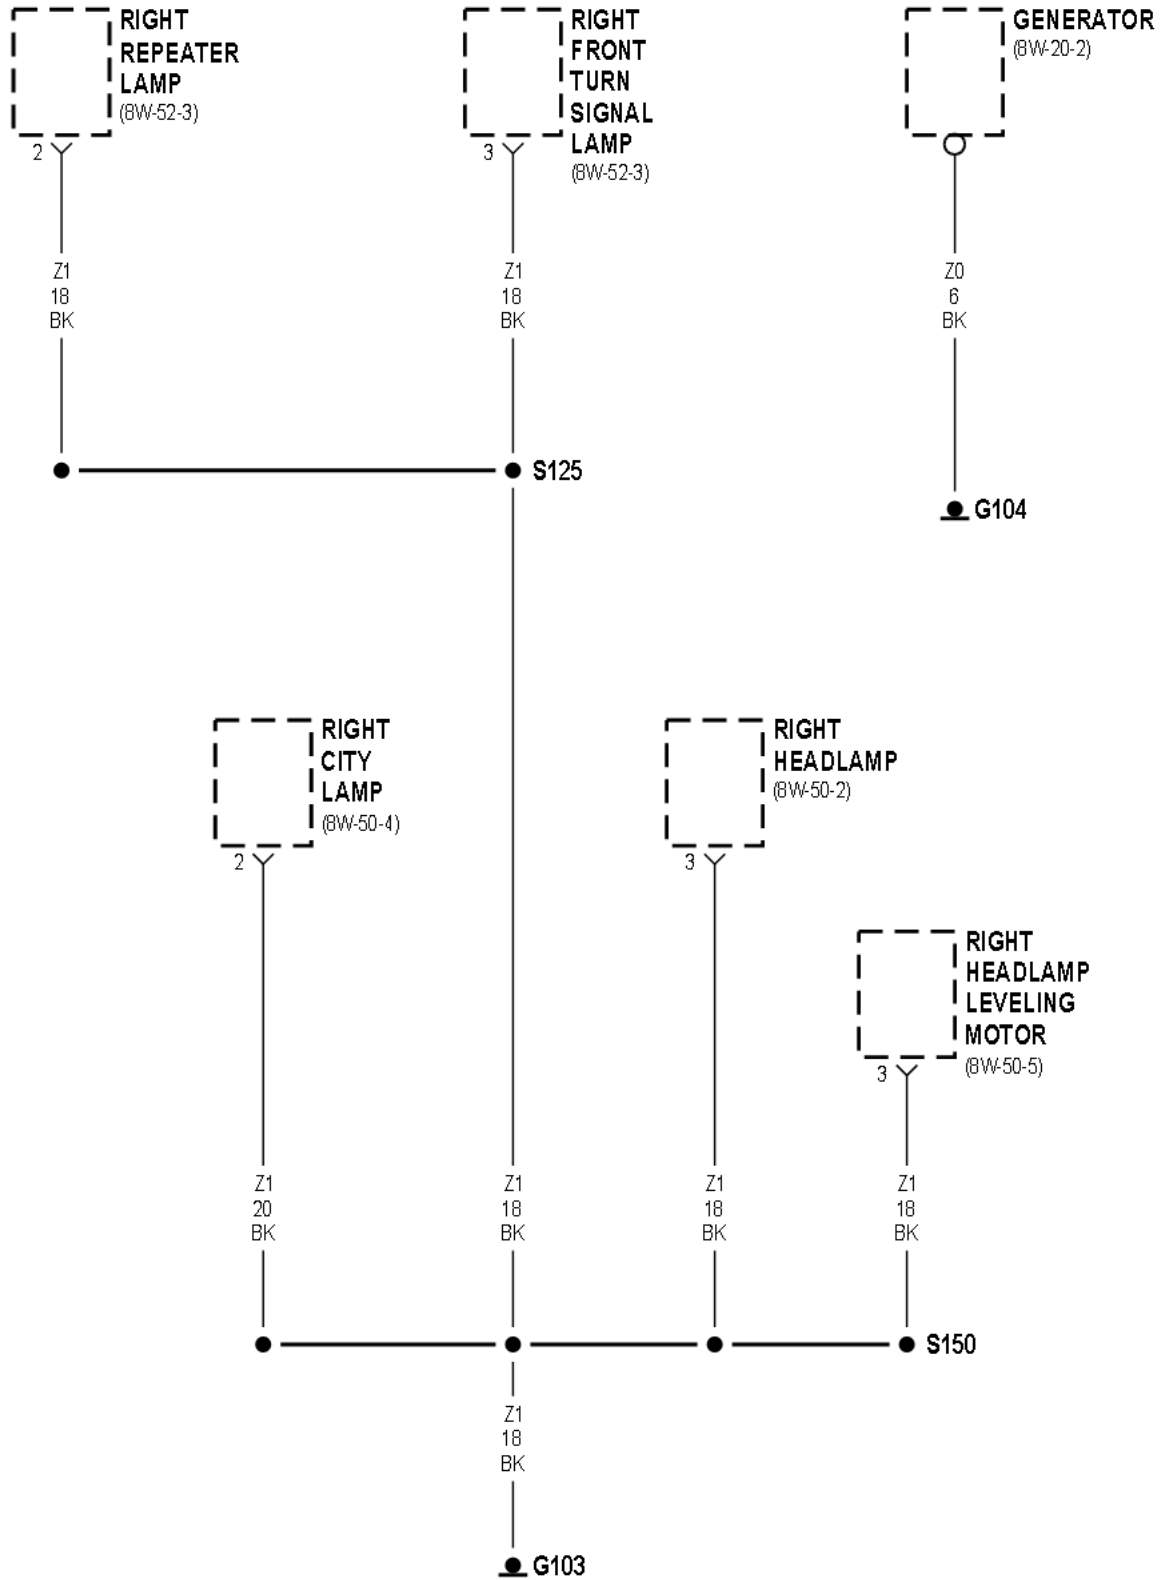 RIGHT
REPEATER
LAMP
(8W-52-3)
2
RIGHT
FRONT
TURN
SIGNAL
LAMP
(8W-52-3)
3
GENERATOR
(8W-20-2)
Z1
18
BK
Z1
18
BK
Z0
6
BK
S125
G104
RIGHT
CITY
LAMP
(8W-50-4)
2
RIGHT
HEADLAMP
(8W-50-2)
3
RIGHT
HEADLAMP
LEVELING
MOTOR
(8W-50-5)
3
Z1
20
BK
Z1
18
BK
Z1
18
BK
Z1
18
BK
S150
Z1
18
BK
G103